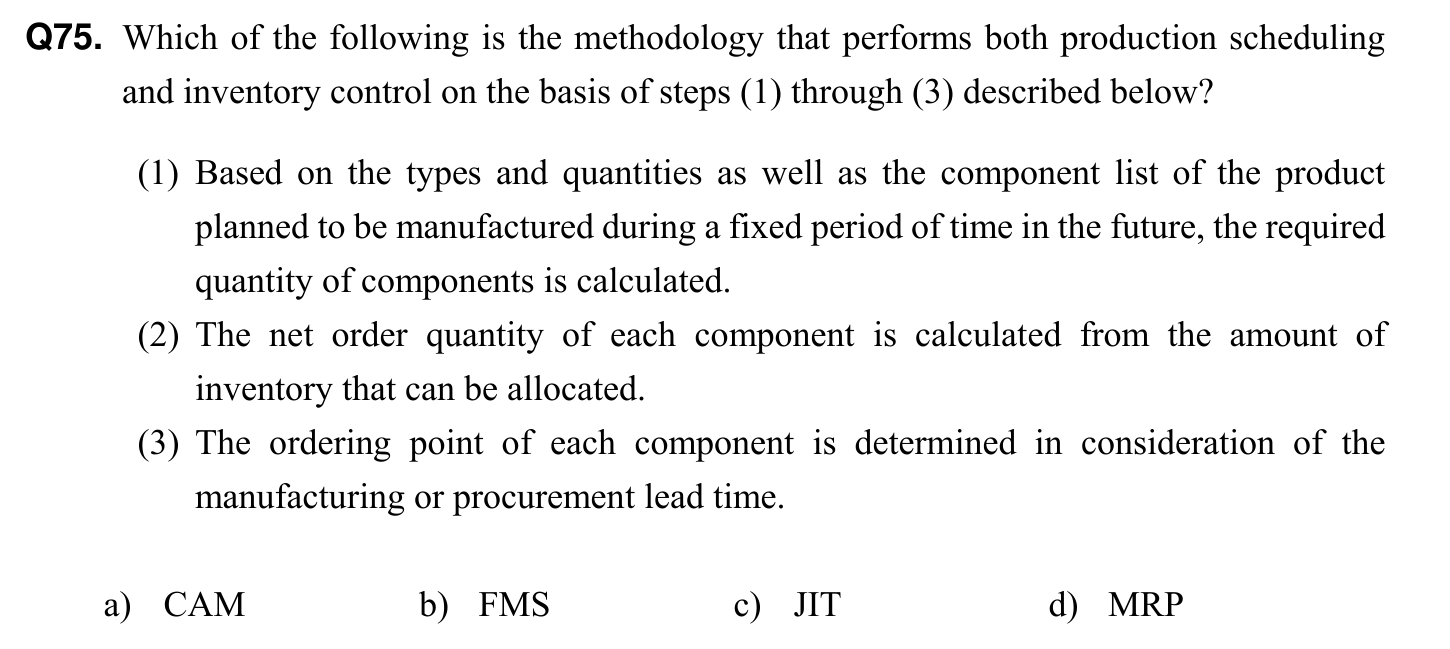 Q75. Which of the following is the methodology that performs both production scheduling
and inventory control on the basis of steps (1) through (3) described below?
(1) Based on the types and quantities as well as the component list of the product
planned to be manufactured during a fixed period of time in the future, the required
quantity of components is calculated.
(2) The net order quantity of each component is calculated from the amount of
inventory that can be allocated.
(3) The ordering point of each component is determined in consideration of the
manufacturing or procurement lead time.
a) CAM b) FMS c) JIT d) MRP